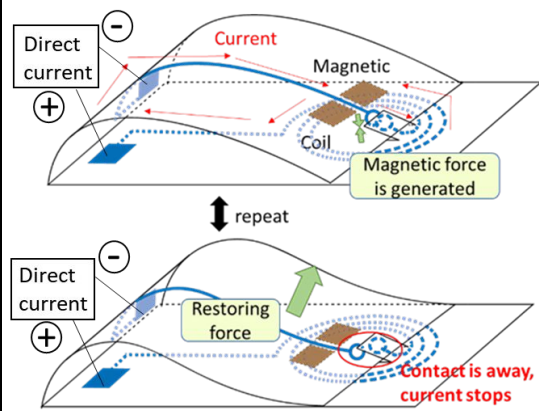 Direct
current
-
+
Current
Magnetic
Coil
Magnetic force
is generated
repeat
Direct
current
-
+
Restoring
force
Contact is away,
current stops